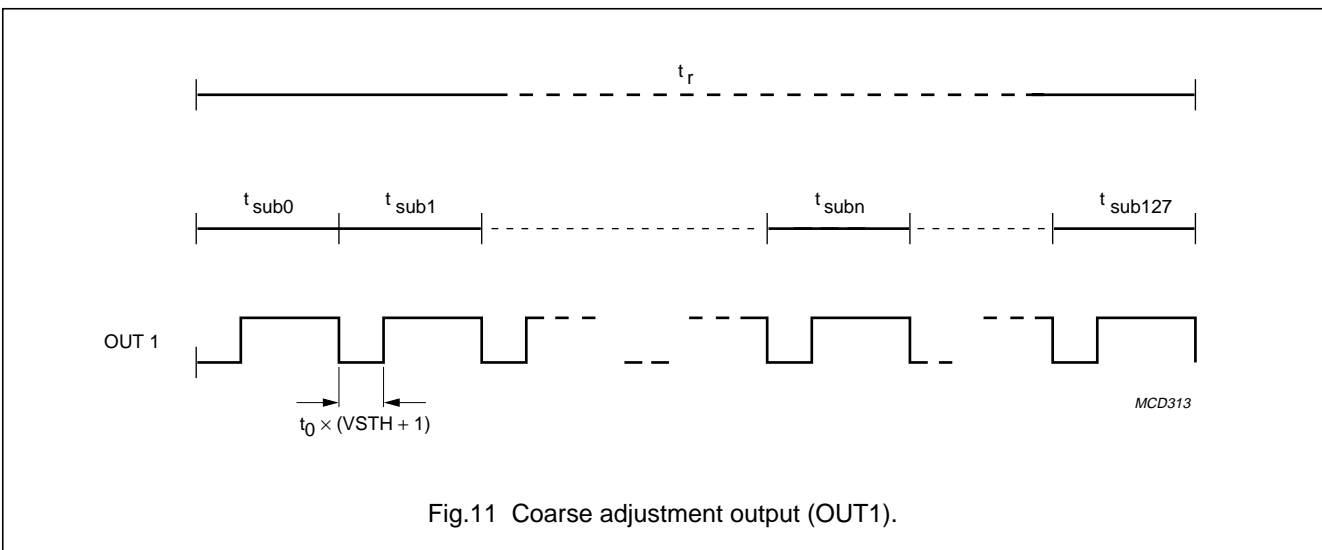 t r
t sub0 t sub1 t subn t sub127
OUT 1
t0 × (VSTH + 1)
MCD313
Fig.11 Coarse adjustment output (OUT1).